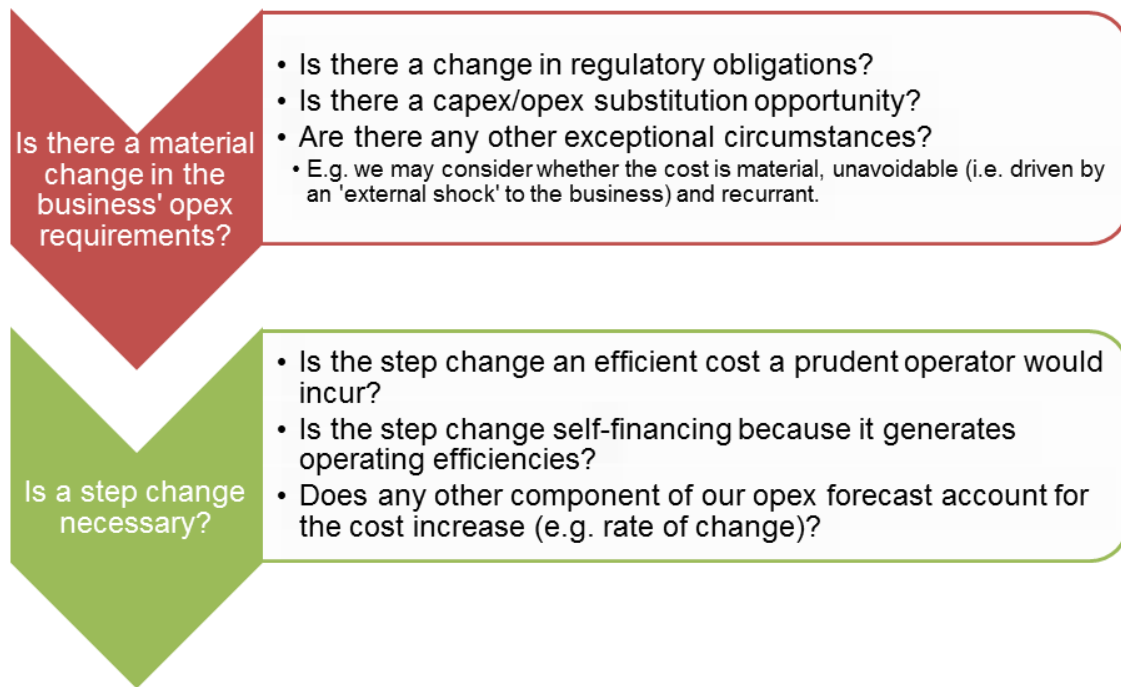 Is there a material
change in the
business' opex
requirements?
• Is there a change in regulatory obligations?
• Is there a capex/opex substitution opportunity?
• Are there any other exceptional circumstances?
• E.g. we may consider whether the cost is material, unavoidable (i.e. driven by
an 'external shock' to the business) and recurrant.
Is a step change
necessary?
• Is the step change an efficient cost a prudent operator would
incur?
• Is the step change self-financing because it generates
operating efficiencies?
• Does any other component of our opex forecast account for
the cost increase (e.g. rate of change)?